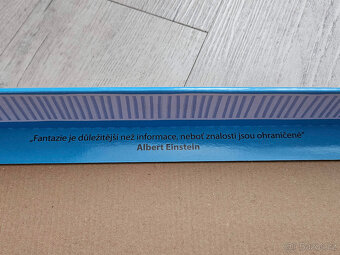 „Fantazie je důležitější než informace, neboť znalosti jsou ohraničené“
Albert Einstein